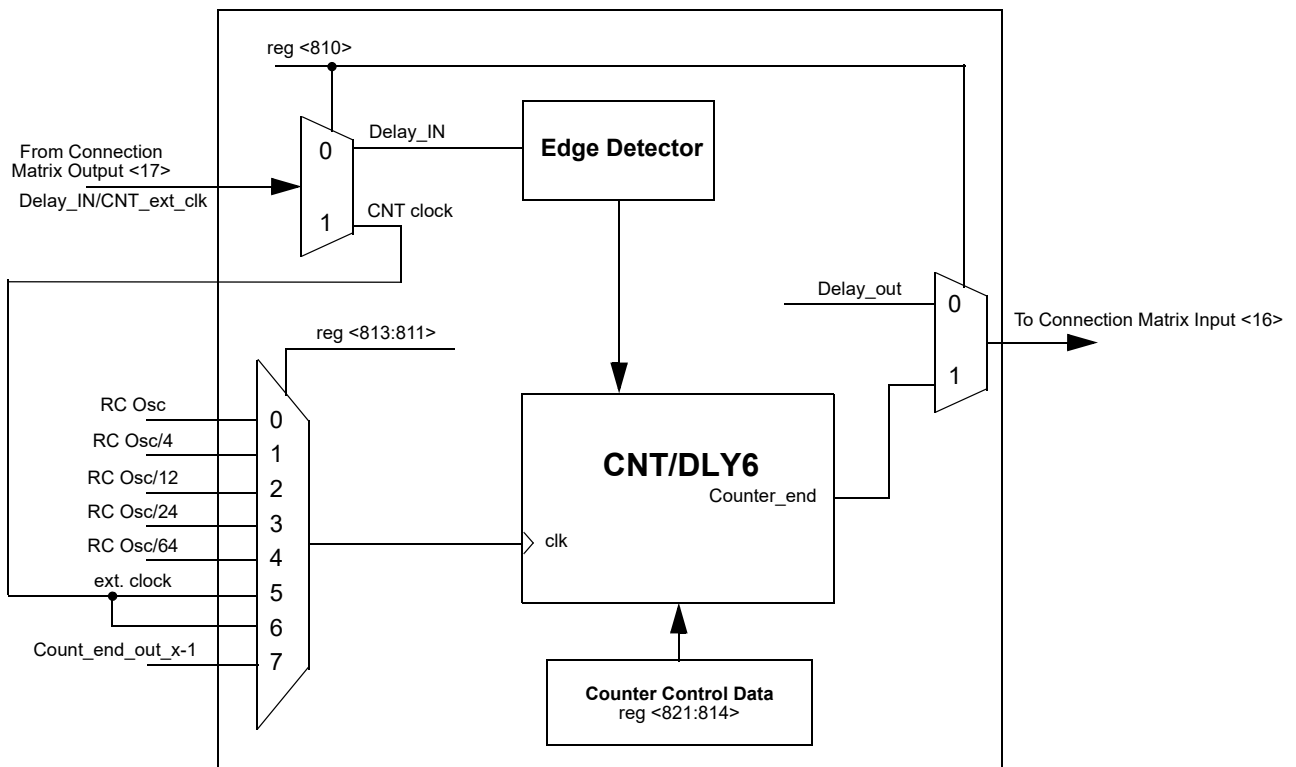 reg <810>
From Connection
Matrix Output <17>
Delay_IN/CNT_ext_clk
0
1
Delay_IN
CNT clock
Edge Detector
Delay_out
0
1
To Connection Matrix Input <16>
reg <813:811>
RC Osc
RC Osc/4
RC Osc/12
RC Osc/24
RC Osc/64
ext. clock
Count_end_out_x-1
0
1
2
3
4
5
6
7
CNT/DLY6
Counter_end
clk
Counter Control Data
reg <821:814>